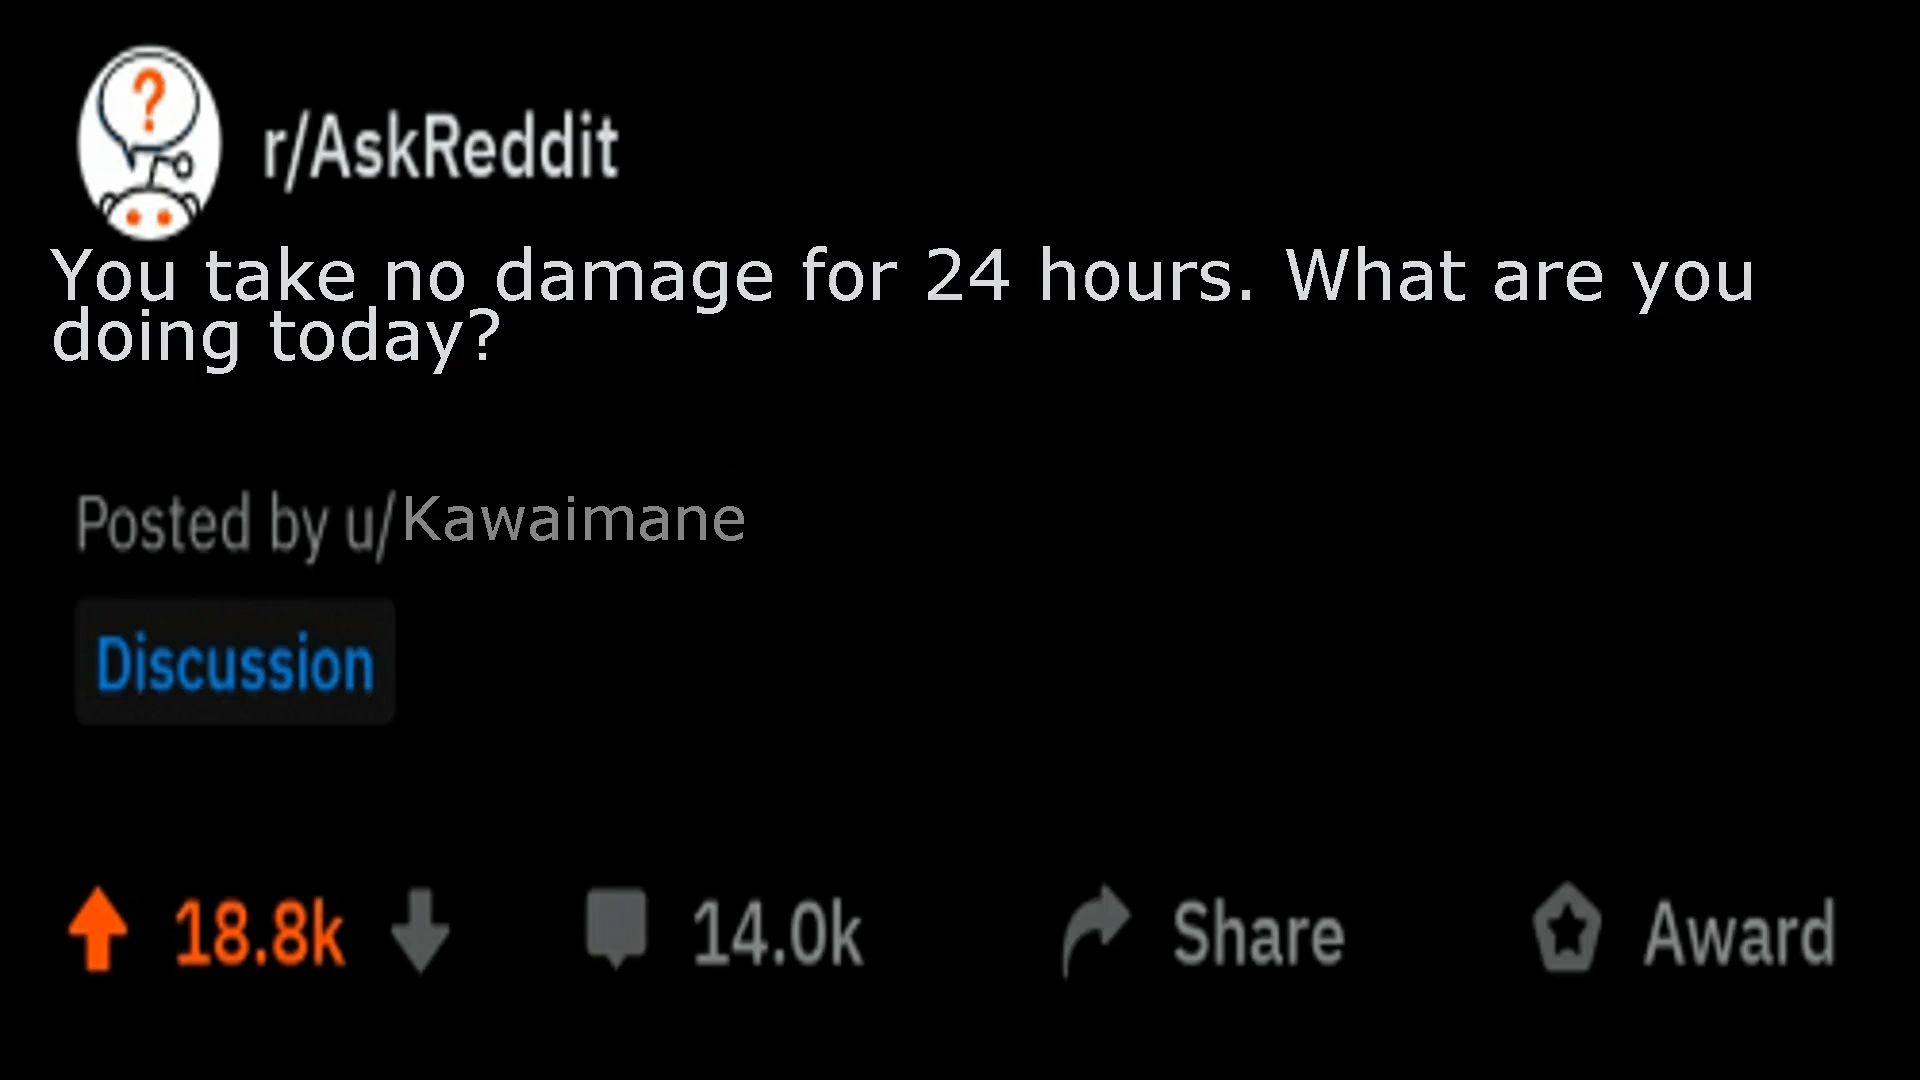 ?
r/AskReddit
You take no damage for 24 hours. What are you
doing today?
Posted by u/Kawaimane
Discussion
18.8k 14.0k Share Award